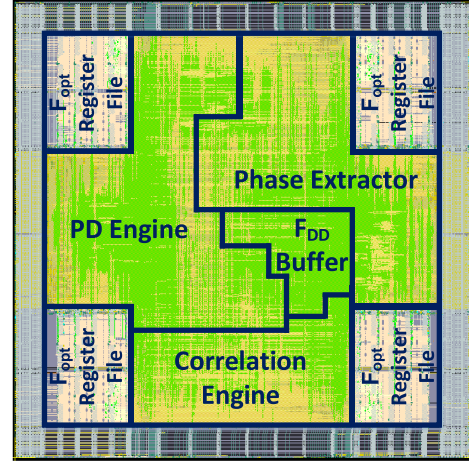 Fopt
Register
File
Fopt
Register
File
Phase Extractor
PD Engine
FDD
Buffer
Fopt
Register
File
Correlation
Engine
Fopt
Register
File